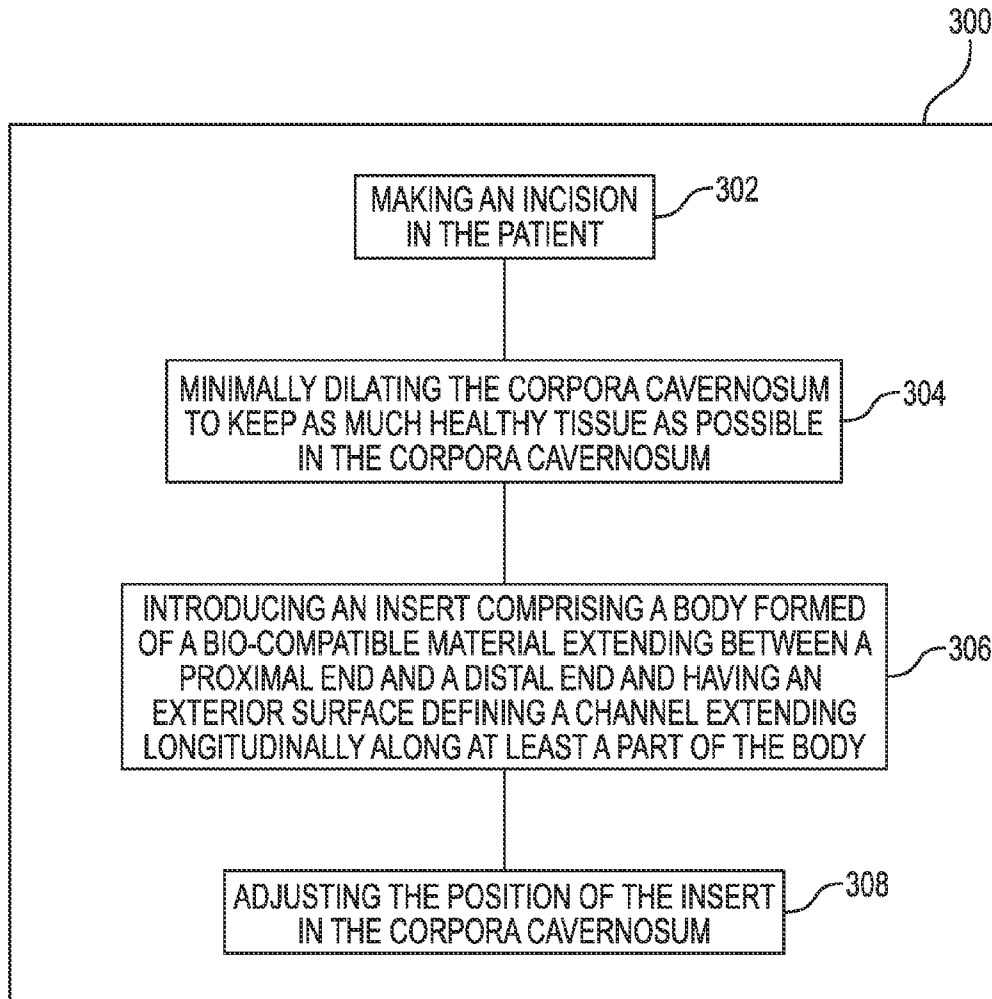 300
MAKING AN INCISION
IN THE PATIENT
302
MINIMALLY DILATING THE CORPORA CAVERNOSUM
TO KEEP AS MUCH HEALTHY TISSUE AS POSSIBLE
IN THE CORPORA CAVERNOSUM
304
INTRODUCING AN INSERT COMPRISING A BODY FORMED
OF A BIO-COMPATIBLE MATERIAL EXTENDING BETWEEN A
PROXIMAL END AND A DISTAL END AND HAVING AN
EXTERIOR SURFACE DEFINING A CHANNEL EXTENDING
LONGITUDINALLY ALONG AT LEAST A PART OF THE BODY
306
ADJUSTING THE POSITION OF THE INSERT
IN THE CORPORA CAVERNOSUM
308